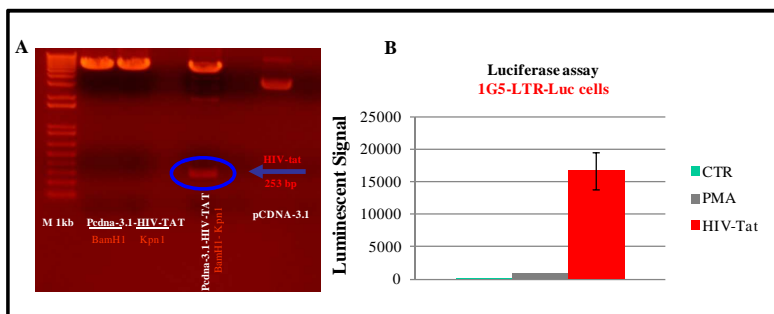 A
HIV-tat
253 bp
M 1kb
Pcdna-3.1-HIV-TAT
BamH1
Kpn1
Pcdna-3.1-HIV-TAT
BamH1- Kpn1
pCDNA-3.1
B
Luciferase assay
1G5-LTR-Luc cells
Luminescent Signal
25000
20000
15000
10000
5000
0
CTR
PMA
HIV-Tat